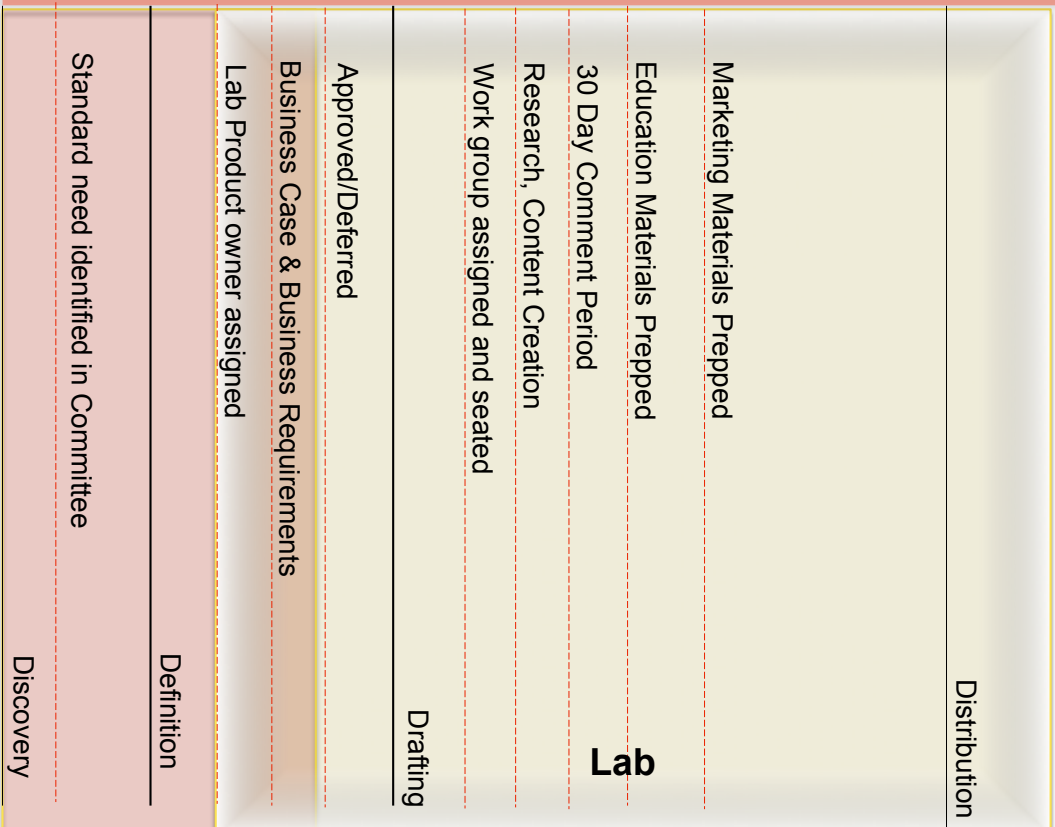 Discovery
Standard need identified in Committee
Definition
Lab Product owner assigned
Business Case & Business Requirements
Approved/Deferred
Drafting
Work group assigned and seated
Research, Content Creation
30 Day Comment Period
Education Materials Prepped
Marketing Materials Prepped
Distribution
Lab